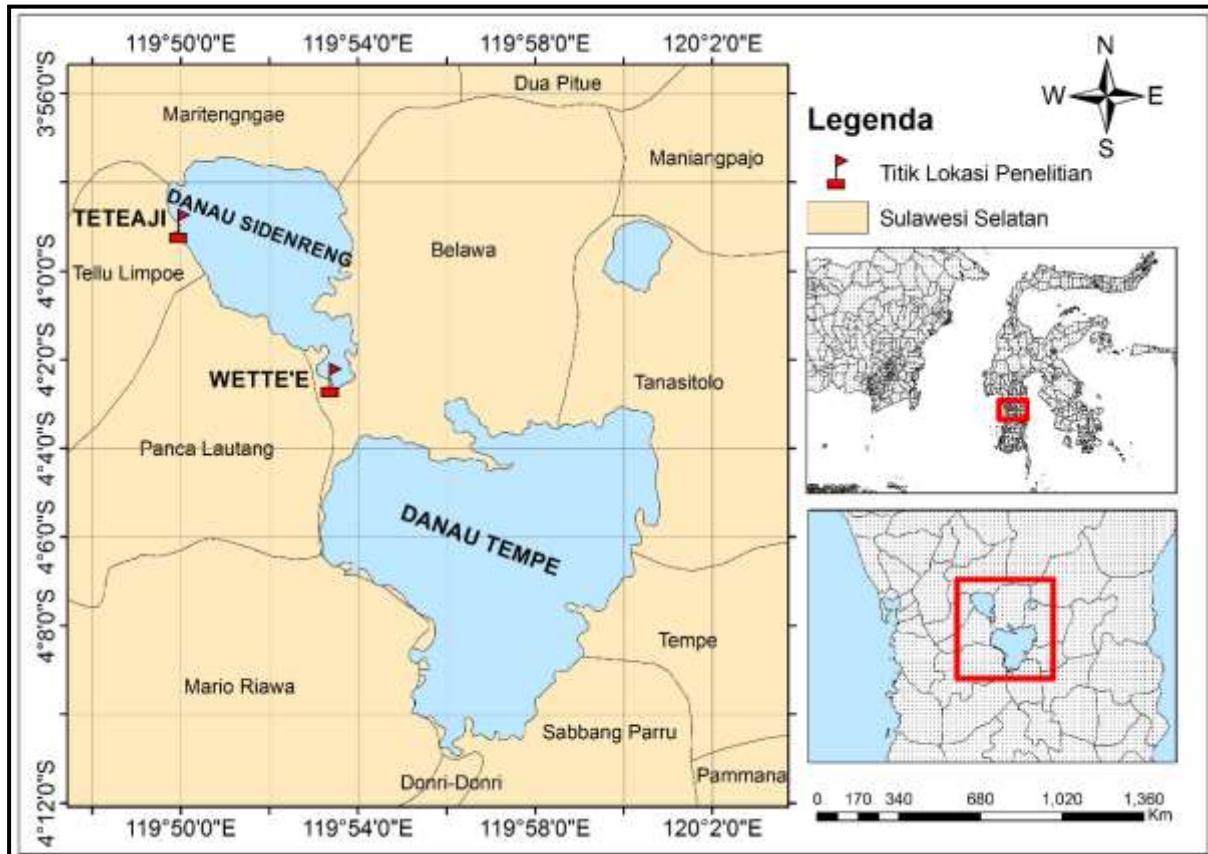 119°50'0"E 119°54'0"E 119°58'0"E 120°2'0"E
3°56'0"S
4°0'0"S
4°2'0"S
4°4'0"S
4°6'0"S
4°8'0"S
4°12'0"S
Dua Pitue
Maritengngae
Maniangpajo
DANAU SIDENRENG
TETEAJI
Belawa
Tellu Limpoe
WETTE'E
Tanasitolo
Panca Lautang
DANAU TEMPE
Tempe
Mario Riawa
Sabbang Parru
Donri-Donri
Pammana
119°50'0"E 119°54'0"E 119°58'0"E 120°2'0"E
N
W E
S
Legenda
Titik Lokasi Penelitian
Sulawesi Selatan
0 170 340 680 1,020 1,360
Km